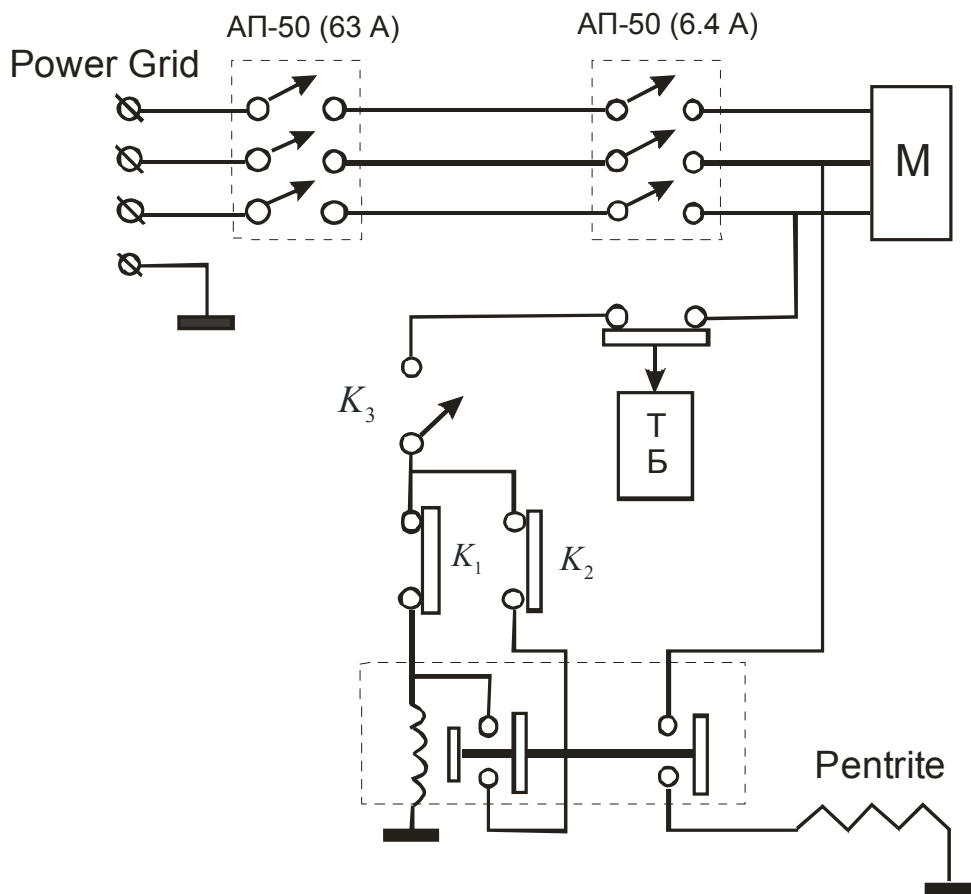 АП-50 (63 А)
АП-50 (6.4 А)
Power Grid
М
K₃
Т
Б
K₁
K₂
Pentrite